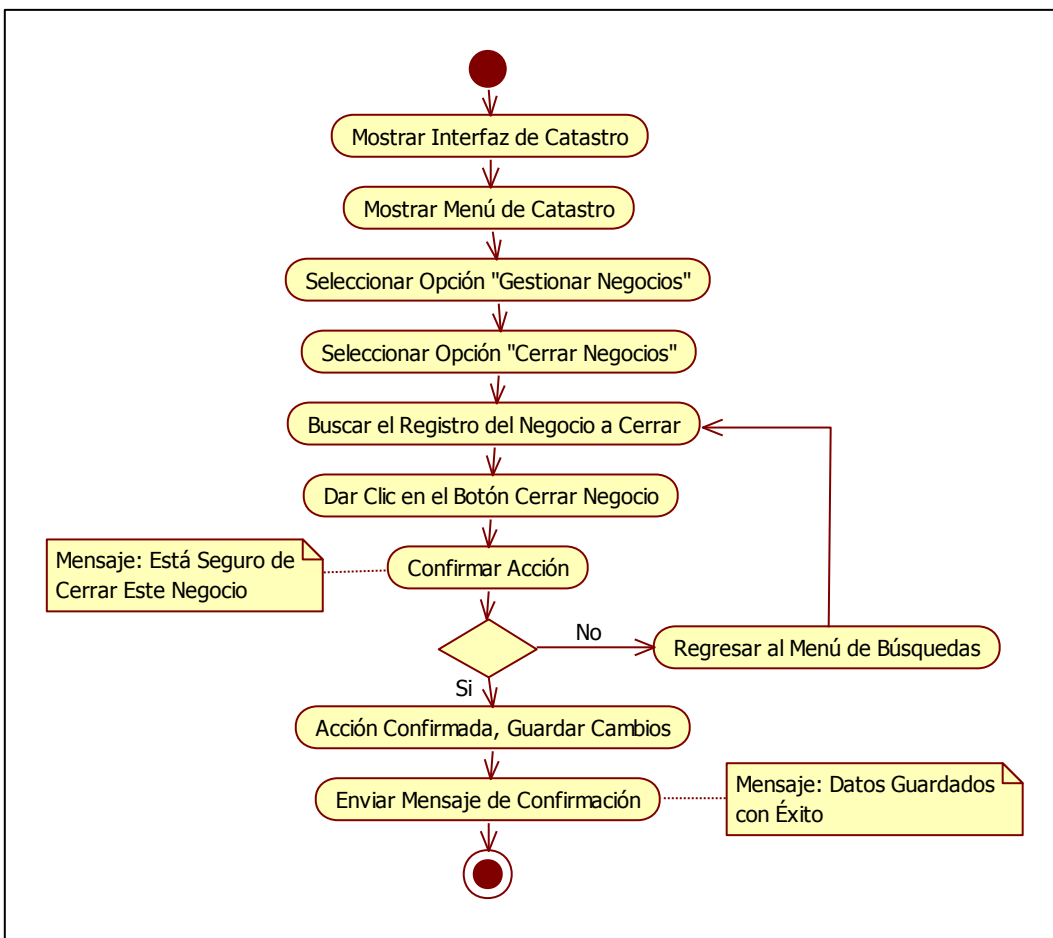 Mostrar Interfaz de Catastro
Mostrar Menú de Catastro
Seleccionar Opción "Gestionar Negocios"
Seleccionar Opción "Cerrar Negocios"
Buscar el Registro del Negocio a Cerrar
Dar Clic en el Botón Cerrar Negocio
Mensaje: Está Seguro de
Cerrar Este Negocio
Confirmar Acción
No
Regresar al Menú de Búsquedas
Si
Acción Confirmada, Guardar Cambios
Enviar Mensaje de Confirmación
Mensaje: Datos Guardados
con Éxito